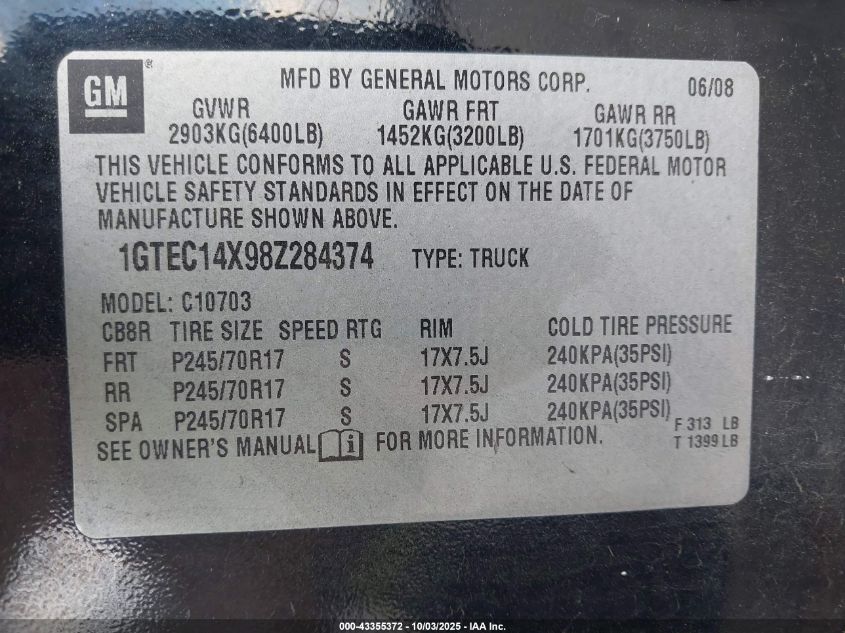 GM®
MFD BY GENERAL MOTORS CORP. 06/08
GVWR GAWR FRT GAWR RR
2903KG(6400LB) 1452KG(3200LB) 1701KG(3750LB)
THIS VEHICLE CONFORMS TO ALL APPLICABLE U.S. FEDERAL MOTOR
VEHICLE SAFETY STANDARDS IN EFFECT ON THE DATE OF
MANUFACTURE SHOWN ABOVE.
1GTEC14X98Z284374 TYPE: TRUCK
MODEL: C10703
CB8R TIRE SIZE SPEED RTG RIM COLD TIRE PRESSURE
FRT P245/70R17 S 17X7.5J 240KPA(35PSI)
RR P245/70R17 S 17X7.5J 240KPA(35PSI)
SPA P245/70R17 S 17X7.5J 240KPA(35PSI)
F 313 LB
SEE OWNER'S MANUAL i FOR MORE INFORMATION.
T 1399 LB
000-43355372 - 10/03/2025 - IAA Inc.